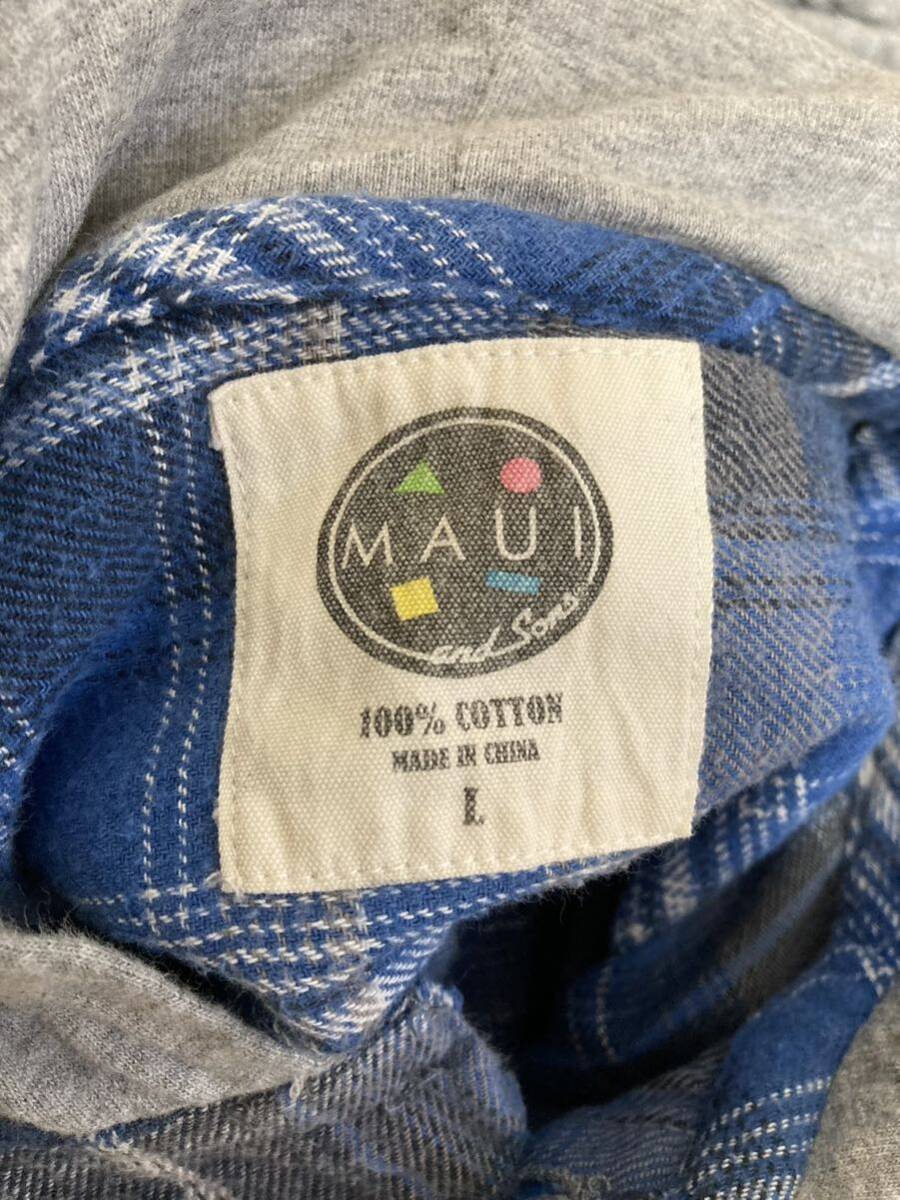 MAUI
and Sons
100% COTTON
MADE IN CHINA
L